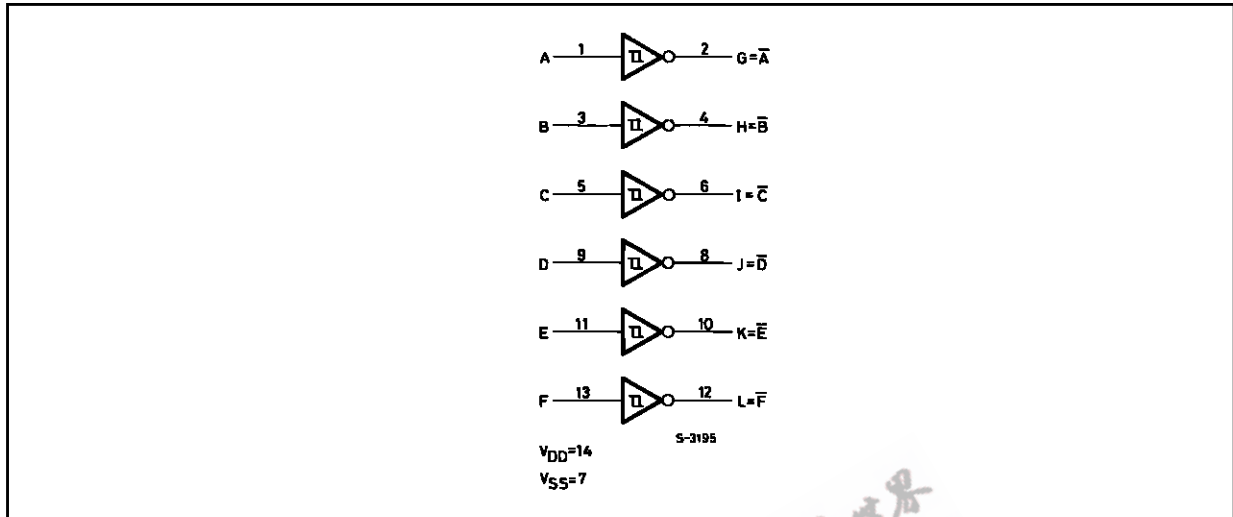 A 1 2 G=A̅
B 3 4 H=B̅
C 5 6 I=C̅
D 9 8 J=D̅
E 11 10 K=E̅
F 13 12 L=F̅
S-3195
VDD=14
VSS=7